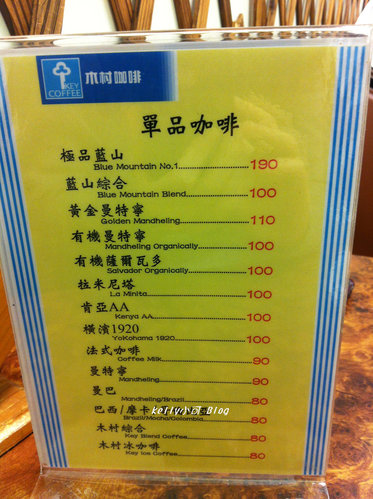 KEY
COFFEE
木村咖啡
單品咖啡
極品藍山
Blue Mountain No.1 190
藍山綜合
Blue Mountain Blend 100
黃金曼特寧
Golden Mandheling 110
有機曼特寧
Mandheling Organically 100
有機薩爾瓦多
Salvador Organically 100
拉米尼塔
La Minita 100
肯亞AA
Kenya AA 100
橫濱1920
YoKohama 1920 100
法式咖啡
Coffee Milk 90
曼特寧
Mandheling 90
曼巴
Mandheling/Brazil 80
巴西/摩卡
Brazil/Mocha/Colombia 80
木村綜合
Key Blend Coffee 80
木村冰咖啡
Key Ice Coffee 80
Blog